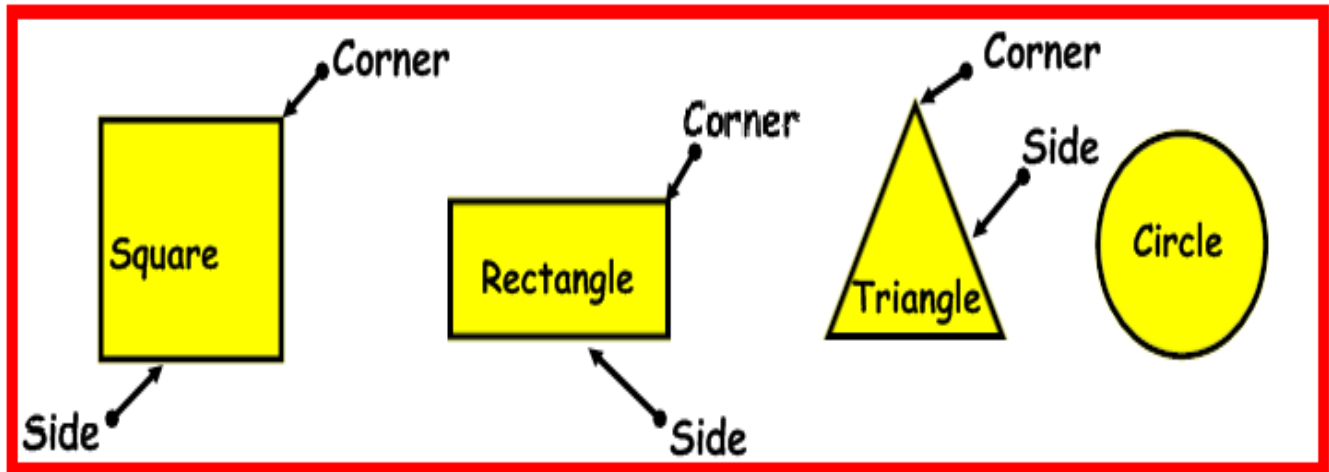 Corner
Square
Side
Corner
Rectangle
Side
Corner
Side
Triangle
Circle